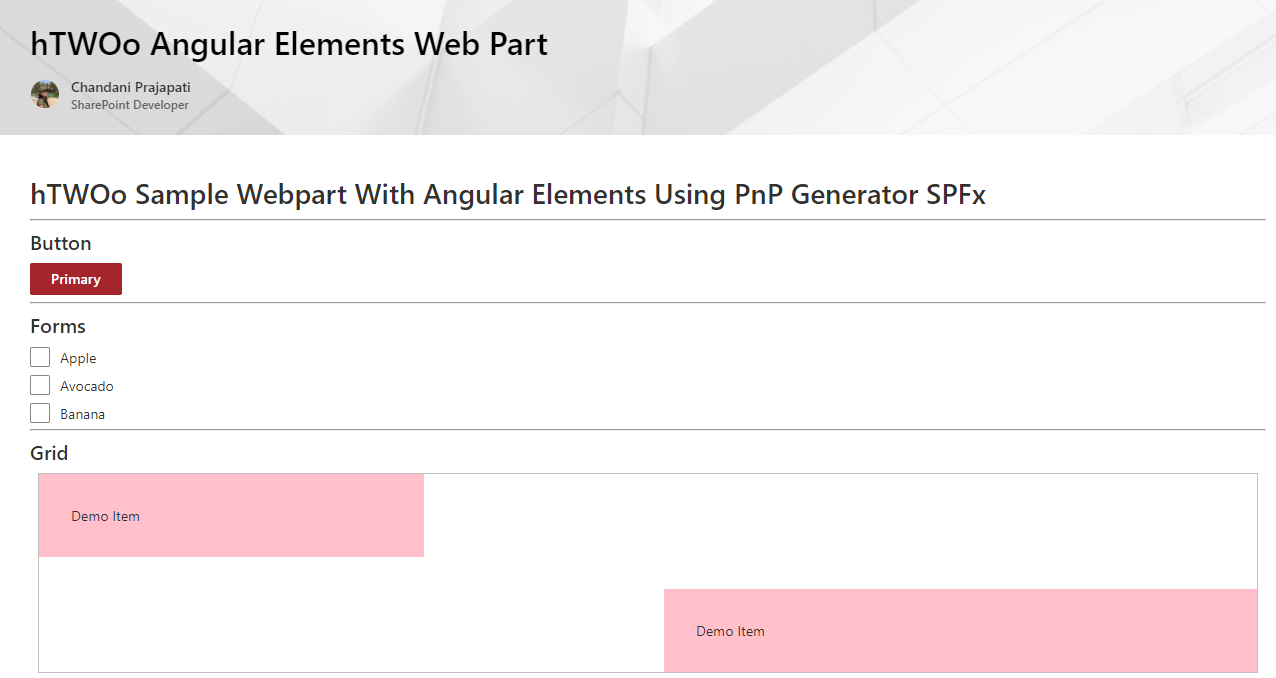 hTWOo Angular Elements Web Part
Chandani Prajapati
SharePoint Developer
hTWOo Sample Webpart With Angular Elements Using PnP Generator SPFx
Button
Primary
Forms
Apple
Avocado
Banana
Grid
Demo Item
Demo Item